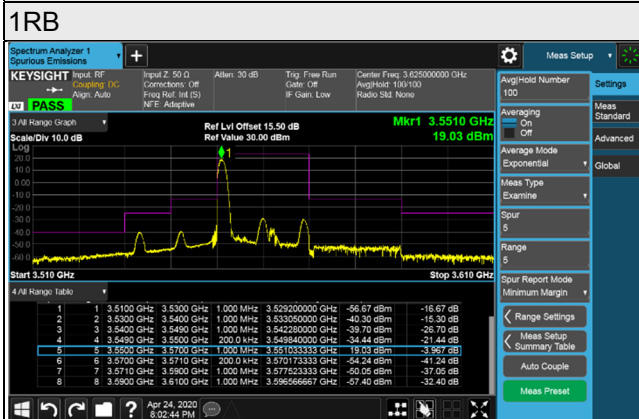 1RB
Spectrum Analyzer 1
Spurious Emissions
Meas Setup
KEYSIGHT Input: RF Input Z: 50 Ω Atten: 30 dB Trig: Free Run Center Freq: 3.625000000 GHz
Coupling: DC Corrections: Off Gate: Off Avg|Hold: 100/100
Align: Auto Freq Ref: Int (S) IF Gain: Low Radio Std: None
NFE: Adaptive
LXI PASS
3 All Range Graph
Ref Lvl Offset 15.50 dB Mkr1 3.5510 GHz
Scale/Div 10.0 dB Ref Value 30.00 dBm 19.03 dBm
Log
20.0
10.0
0.00
-10.0
-20.0
-30.0
-40.0
-50.0
-60.0
1
Start 3.510 GHz Stop 3.610 GHz
4 All Range Table
1 1 3.5100 GHz 3.5300 GHz 1.000 MHz 3.529200000 GHz -56.67 dBm -16.67 dB
2 2 3.5300 GHz 3.5400 GHz 1.000 MHz 3.533050000 GHz -40.30 dBm -15.30 dB
3 3 3.5400 GHz 3.5490 GHz 1.000 MHz 3.542280000 GHz -39.70 dBm -26.70 dB
4 4 3.5490 GHz 3.5500 GHz 200.0 kHz 3.549840000 GHz -34.44 dBm -21.44 dB
5 5 3.5500 GHz 3.5700 GHz 1.000 MHz 3.551033333 GHz 19.03 dBm -3.967 dB
6 6 3.5700 GHz 3.5710 GHz 200.0 kHz 3.570173333 GHz -54.24 dBm -41.24 dB
7 7 3.5710 GHz 3.5900 GHz 1.000 MHz 3.577523333 GHz -50.05 dBm -37.05 dB
8 8 3.5900 GHz 3.6100 GHz 1.000 MHz 3.596566667 GHz -57.40 dBm -32.40 dB
Avg|Hold Number
100
Averaging
On
Off
Average Mode
Exponential
Meas Type
Examine
Spur
5
Range
5
Spur Report Mode
Minimum Margin
Range Settings
Meas Setup
Summary Table
Auto Couple
Meas Preset
Settings
Meas
Standard
Advanced
Global
?
Apr 24, 2020
8:02:44 PM